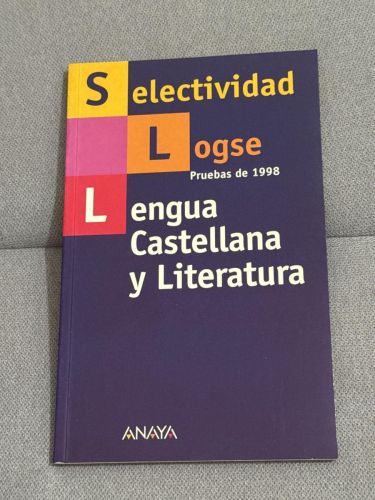 Selectividad
Logse
Pruebas de 1998
Lengua
Castellana
y Literatura
ANAYA